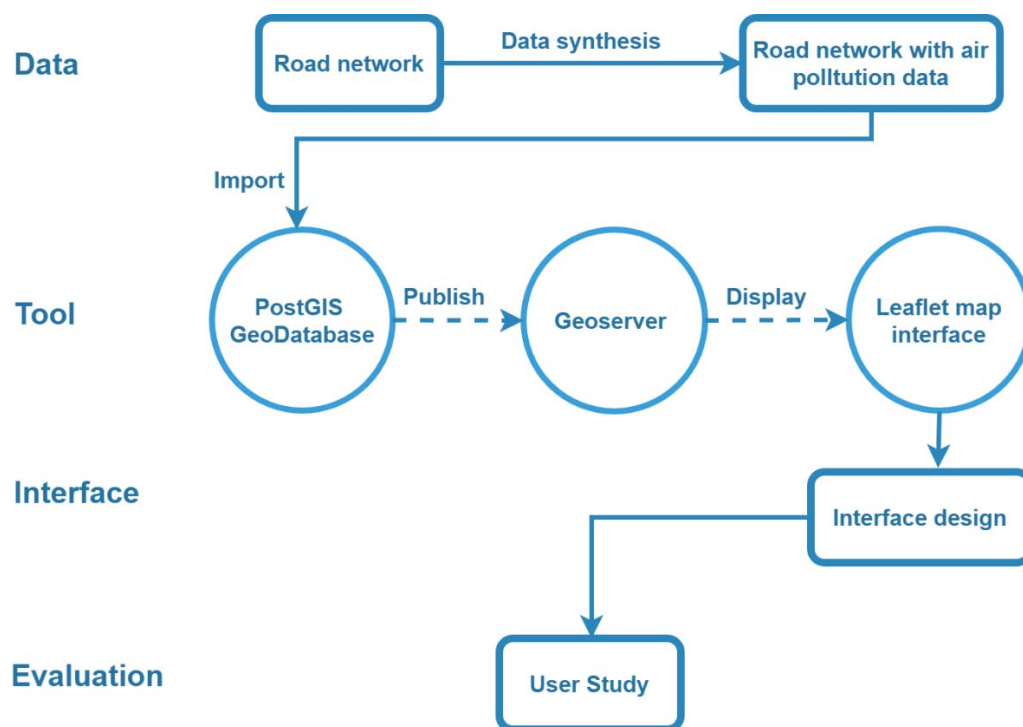 Data
Road network
Data synthesis
Road network with air
polltution data
Import
Tool
PostGIS
GeoDatabase
Publish
Geoserver
Display
Leaflet map
interface
Interface
Interface design
Evaluation
User Study